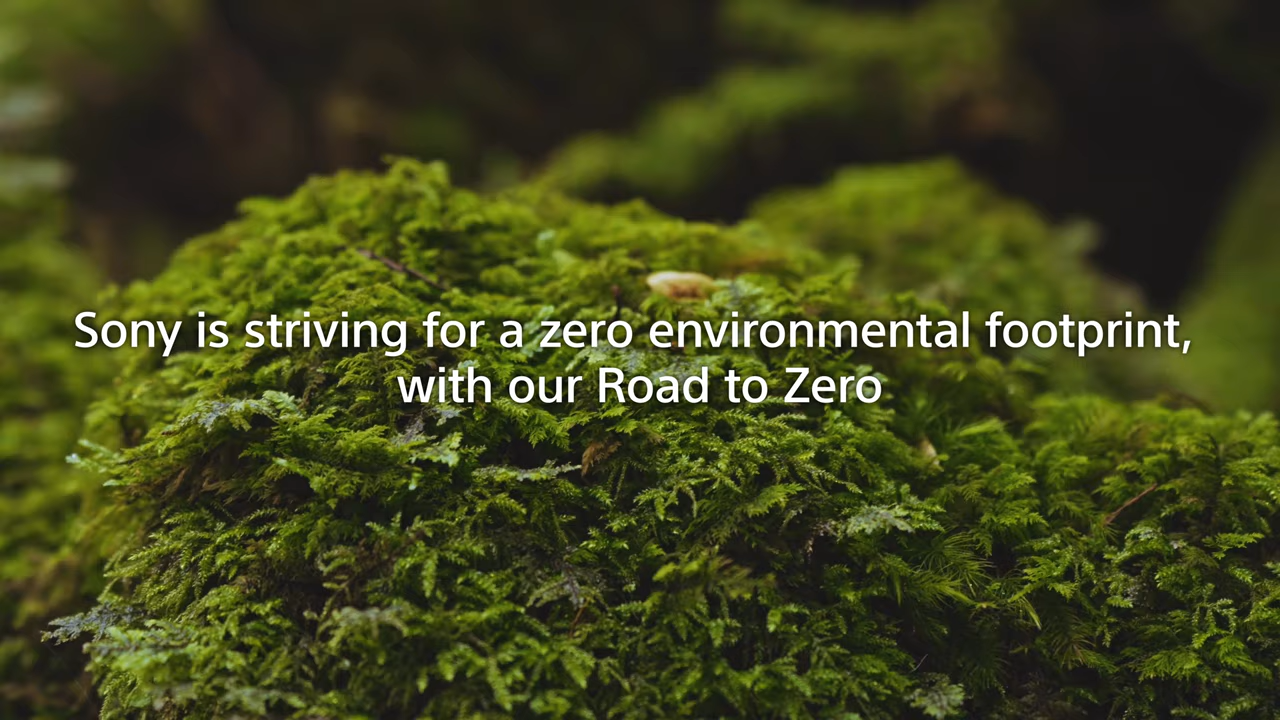 Sony is striving for a zero environmental footprint,
with our Road to Zero